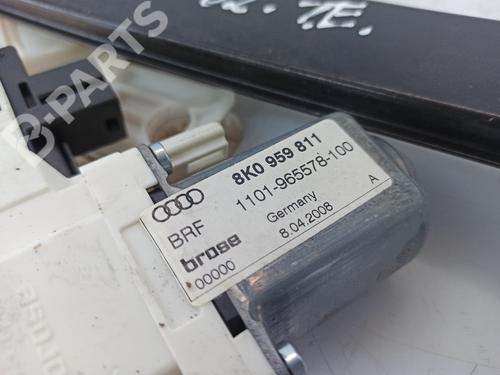 T.E.
8K0 959 811
1101-965578-100
BRF
Germany
A
brose
8.04.2008
00000
B-PARTS